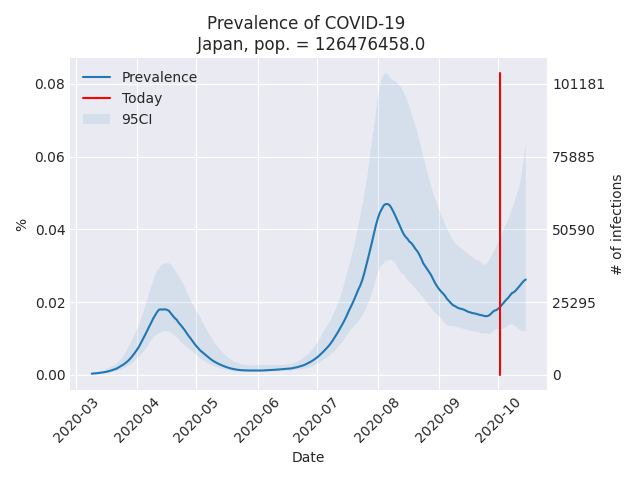 Prevalence of COVID-19
Japan, pop. = 126476458.0
Prevalence
Today
95CI
%
0.08
0.06
0.04
0.02
0.00
101181
75885
50590
25295
0
# of infections
2020-03
2020-04
2020-05
2020-06
2020-07
2020-08
2020-09
2020-10
Date